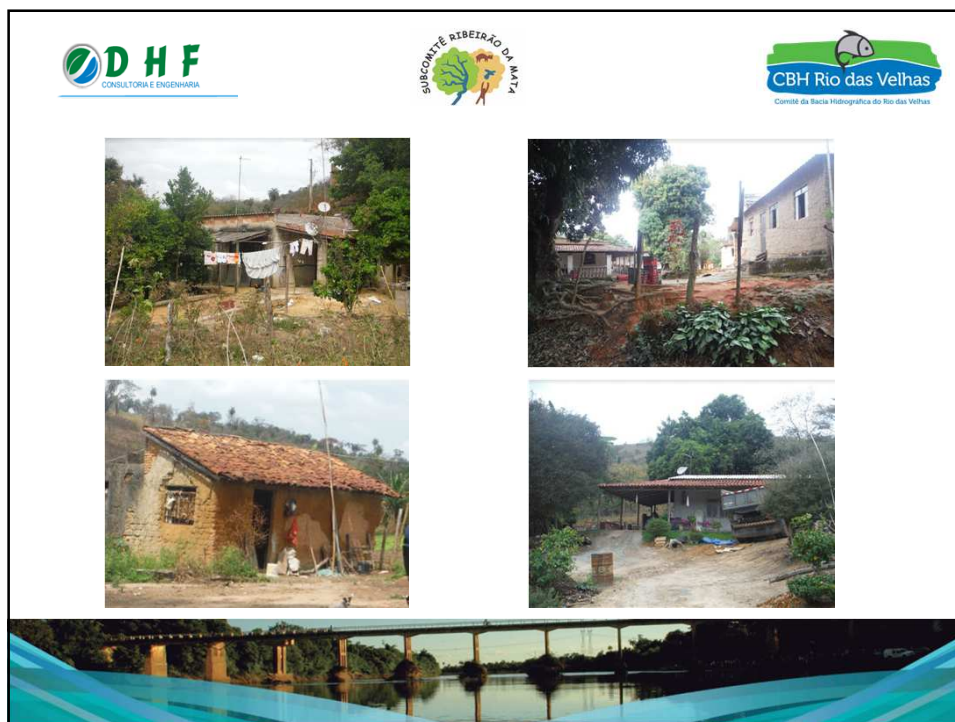 DHF
CONSULTORIA E ENGENHARIA
SUBCOMITÊ RIBEIRÃO DA MATA
CBH Rio das Velhas
Comitê da Bacia Hidrográfica do Rio das Velhas